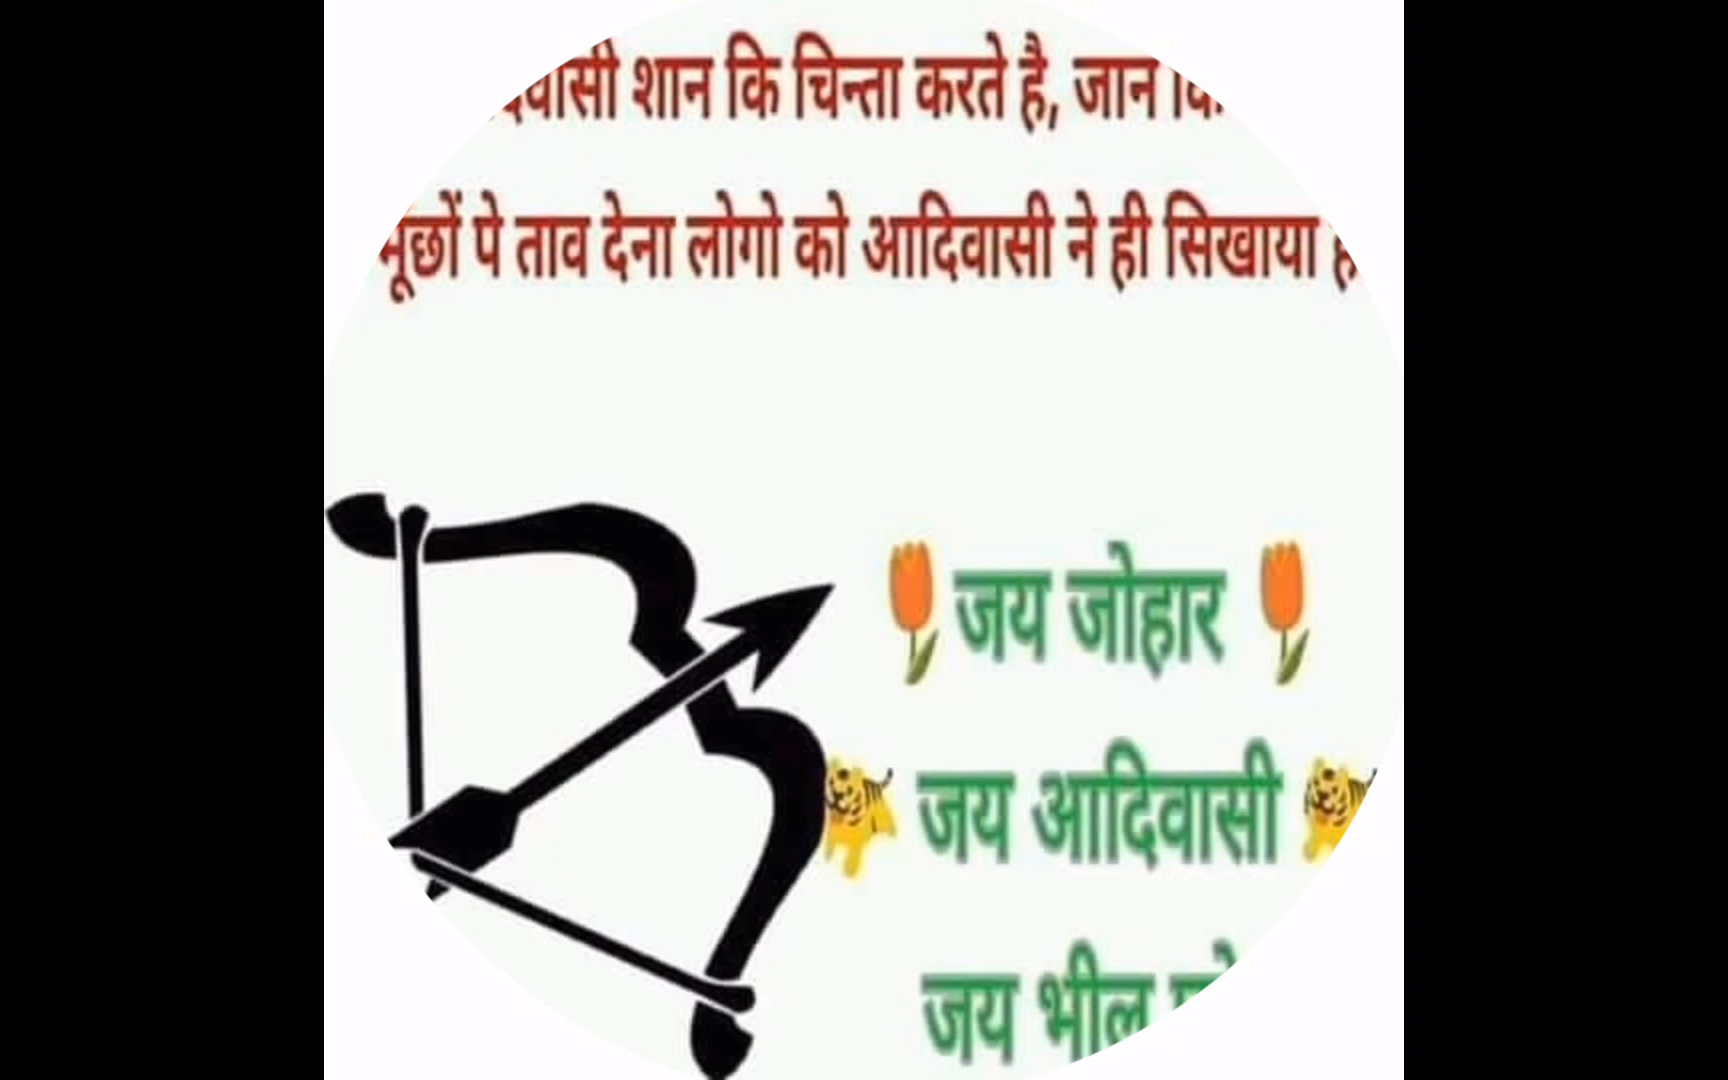 शान कि चिन्ता करते है, जान
मूंछों पे ताव देना लोगो को आदिवासी ने ही सिखाया
जय जोहार
जय आदिवासी
जय भील